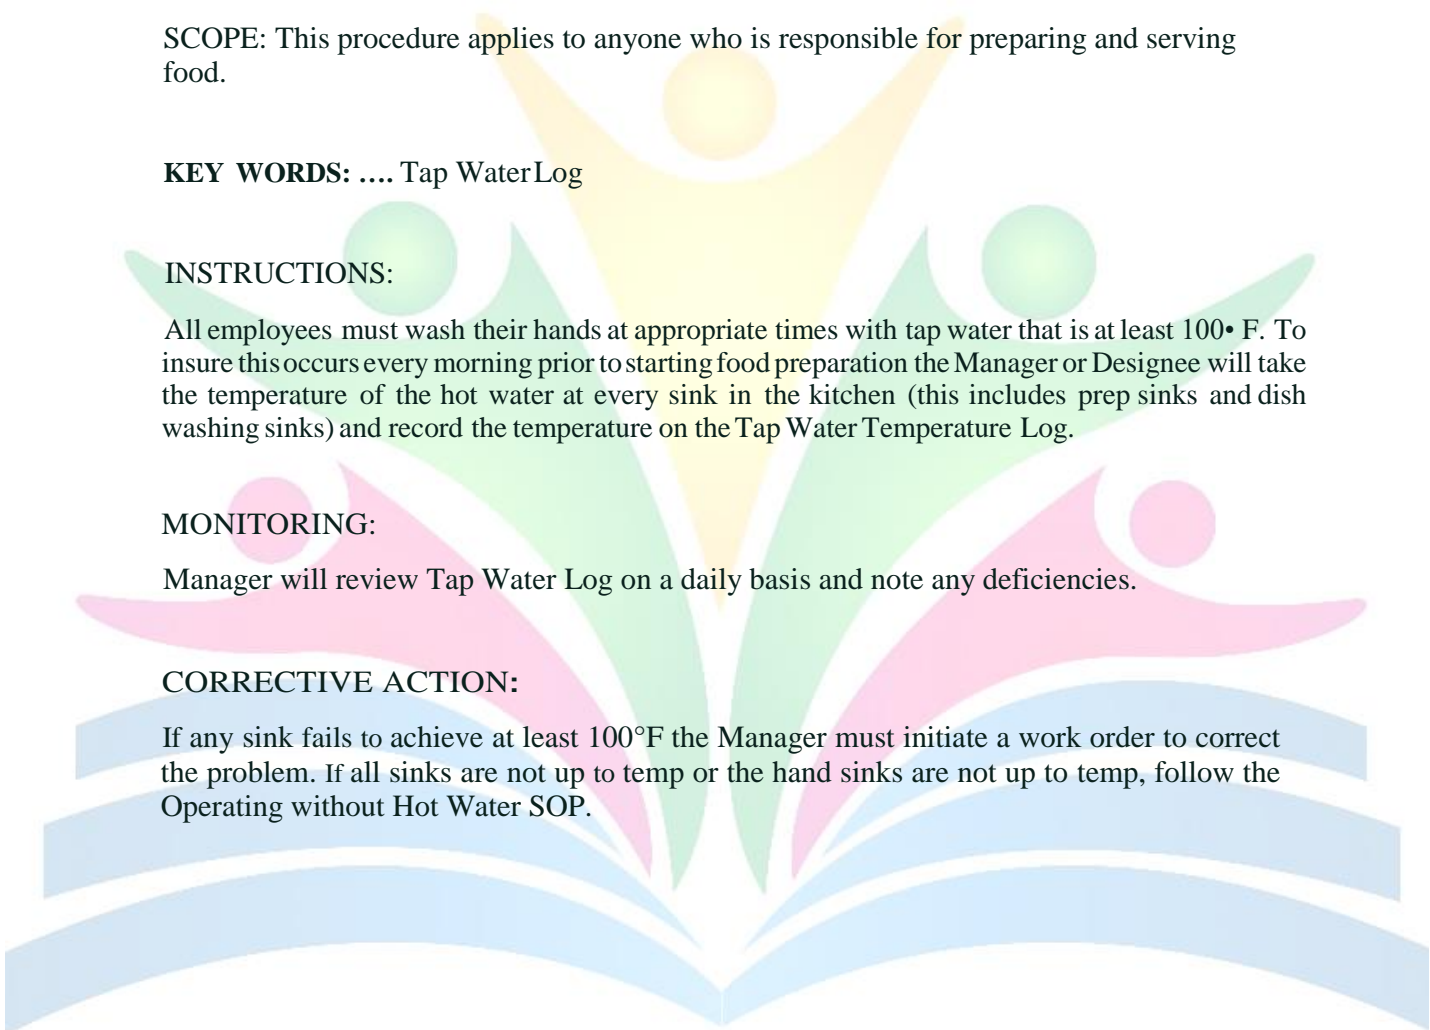 SCOPE: This procedure applies to anyone who is responsible for preparing and serving
food.
KEY WORDS: .... Tap Water Log
INSTRUCTIONS:
All employees must wash their hands at appropriate times with tap water that is at least 100• F. To
insure this occurs every morning prior to starting food preparation the Manager or Designee will take
the temperature of the hot water at every sink in the kitchen (this includes prep sinks and dish
washing sinks) and record the temperature on the Tap Water Temperature Log.
MONITORING:
Manager will review Tap Water Log on a daily basis and note any deficiencies.
CORRECTIVE ACTION:
If any sink fails to achieve at least 100°F the Manager must initiate a work order to correct
the problem. If all sinks are not up to temp or the hand sinks are not up to temp, follow the
Operating without Hot Water SOP.